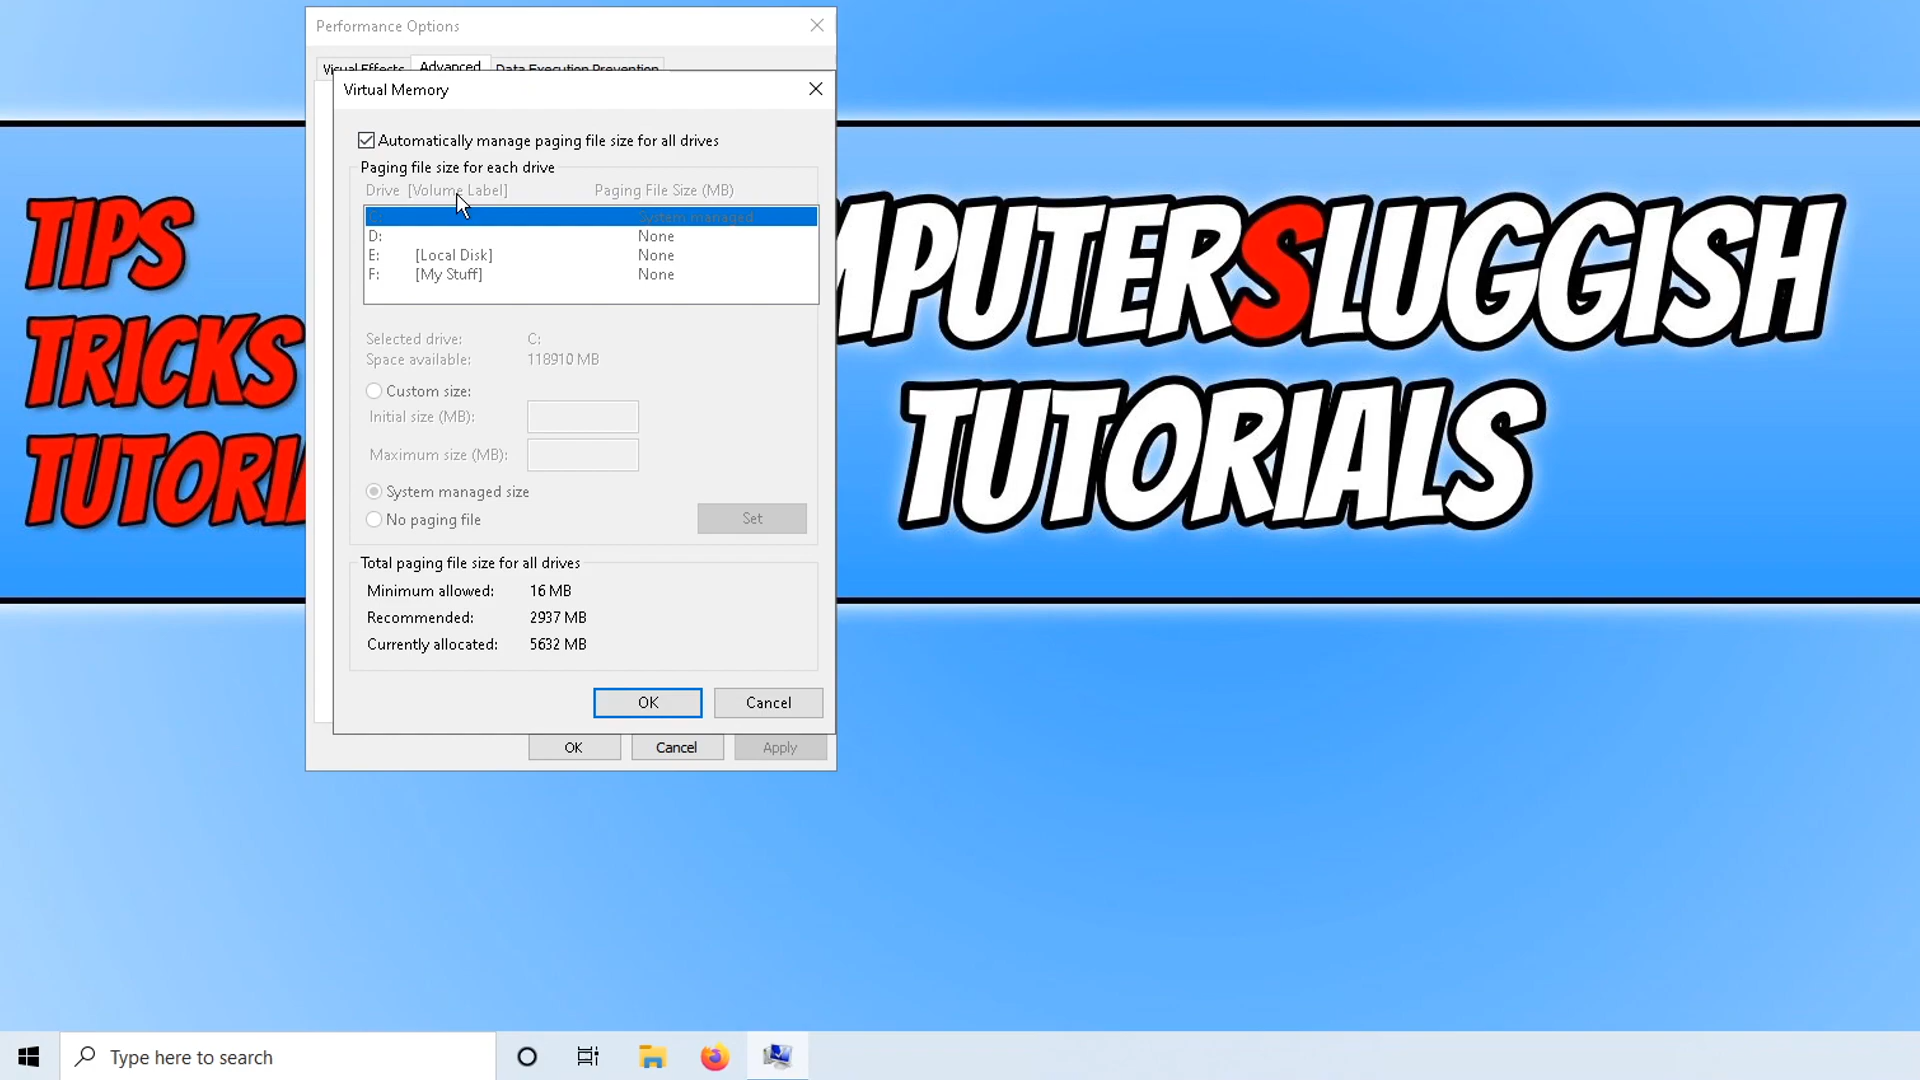 Performance Options
Visual Effects Advanced Data Execution Prevention
Virtual Memory
Automatically manage paging file size for all drives
Paging file size for each drive
Drive [Volume Label] Paging File Size (MB)
C: System managed
D: None
E: [Local Disk] None
F: [My Stuff] None
Selected drive: C:
Space available: 118910 MB
Custom size:
Initial size (MB):
Maximum size (MB):
System managed size
No paging file
Set
Total paging file size for all drives
Minimum allowed: 16 MB
Recommended: 2937 MB
Currently allocated: 5632 MB
OK Cancel
OK Cancel Apply
TIPS
TRICKS
TUTORIA
MPUTERSLUGGISH
TUTORIALS
Type here to search